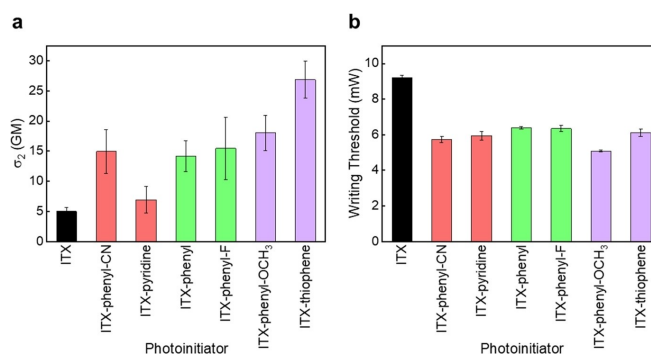 a
30
25
20
15
10
5
0
σ₂ (GM)
ITX
ITX-phenyl-CN
ITX-pyridine
ITX-phenyl
ITX-phenyl-F
ITX-phenyl-OCH₃
ITX-thiophene
Photoinitiator
b
10
8
6
4
2
0
Writing Threshold (mW)
ITX
ITX-phenyl-CN
ITX-pyridine
ITX-phenyl
ITX-phenyl-F
ITX-phenyl-OCH₃
ITX-thiophene
Photoinitiator